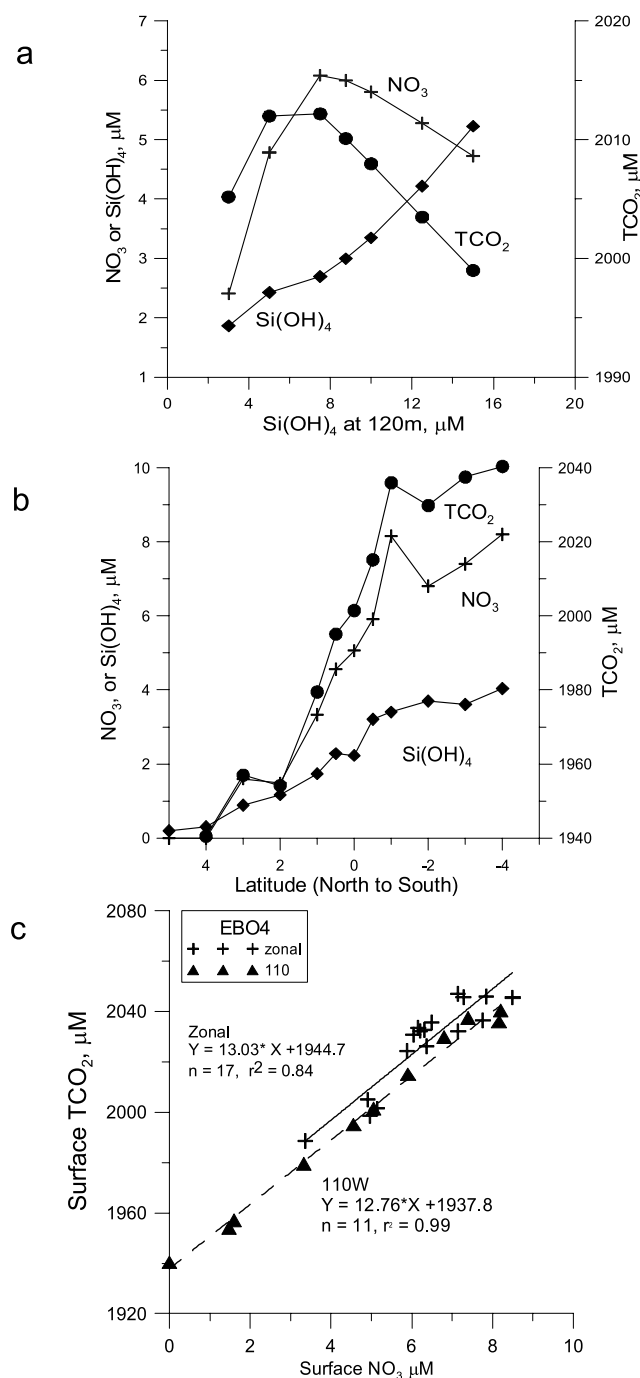 a
7
6
5
4
3
2
1
NO3 or Si(OH)4, μM
2020
2010
2000
1990
TCO2, μM
NO3
TCO2
Si(OH)4
0 4 8 12 16 20
Si(OH)4 at 120m, μM
b
10
8
6
4
2
0
NO3, or Si(OH)4, μM
2040
2020
2000
1980
1960
1940
TCO2, μM
TCO2
NO3
Si(OH)4
4 2 0 -2 -4
Latitude (North to South)
c
2080
2040
2000
1960
1920
Surface TCO2, μM
EBO4
zonal
110
Zonal
Y = 13.03* X +1944.7
n = 17, r2 = 0.84
110W
Y = 12.76*X +1937.8
n = 11, r2 = 0.99
0 2 4 6 8 10
Surface NO3 μM